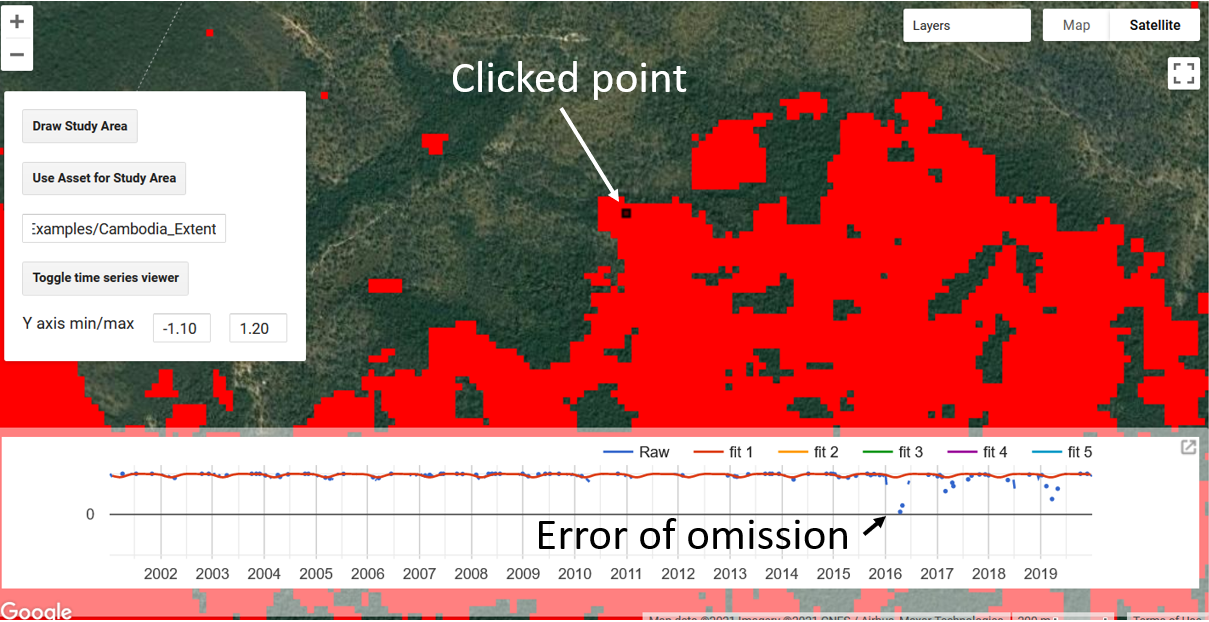 +
Layers
Map Satellite
−
Clicked point
Draw Study Area
Use Asset for Study Area
Examples/Cambodia_Extent
Toggle time series viewer
Y axis min/max -1.10 1.20
Raw fit 1 fit 2 fit 3 fit 4 fit 5
0
Error of omission
2002 2003 2004 2005 2006 2007 2008 2009 2010 2011 2012 2013 2014 2015 2016 2017 2018 2019
Google
Map data ©2021 Imagery ©2021 CNES / Airbus, Maxar Technologies 200 m Terms of Use